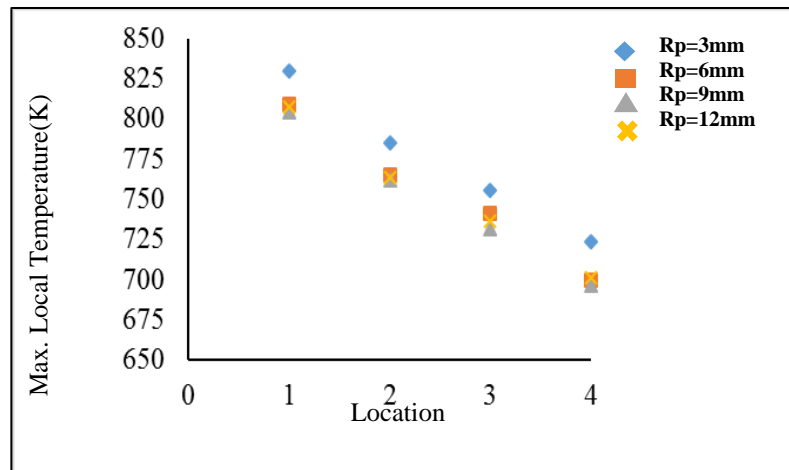 850
825
800
775
750
725
700
675
650
Max. Local Temperature(K)
0 1 2 3 4
Location
Rp=3mm
Rp=6mm
Rp=9mm
Rp=12mm